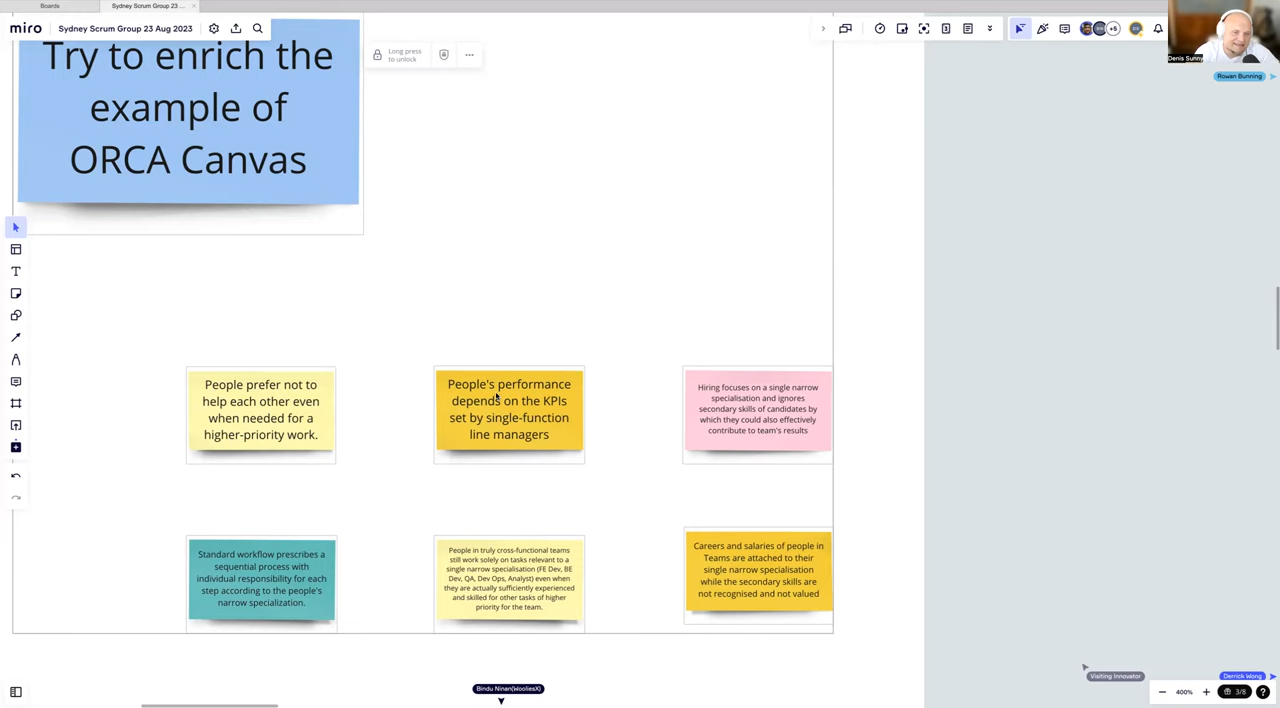 Boards
Sydney Scrum Group 23 ...
miro
Sydney Scrum Group 23 Aug 2023
Long press
to unlock
+5
Denis Sunny
Rowan Bunning
Try to enrich the
example of
ORCA Canvas
People prefer not to
help each other even
when needed for a
higher-priority work.
People's performance
depends on the KPIs
set by single-function
line managers
Hiring focuses on a single narrow
specialisation and ignores
secondary skills of candidates by
which they could also effectively
contribute to team's results
Standard workflow prescribes a
sequential process with
individual responsibility for each
step according to the people's
narrow specialization.
People in truly cross-functional teams
still work solely on tasks relevant to a
single narrow specialisation (FE Dev, BE
Dev, QA, Dev Ops, Analyst) even when
they are actually sufficiently experienced
and skilled for other tasks of higher
priority for the team.
Careers and salaries of people in
Teams are attached to their
single narrow specialisation
while the secondary skills are
not recognised and not valued
Visiting Innovator
Derrick Wong
Bindu Ninan(WooliesX)
400%
3/8